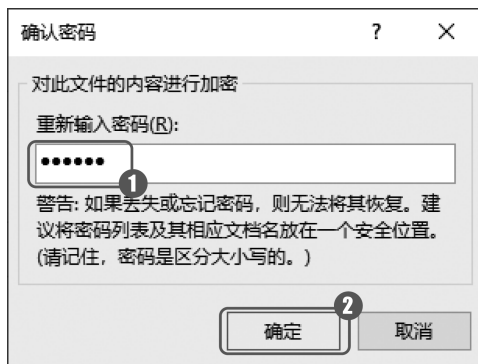 确认密码 ?
对此文件的内容进行加密
重新输入密码(R):
●●●●●●
1
警告: 如果丢失或忘记密码，则无法将其恢复。建
议将密码列表及其相应文档名放在一个安全位置。
(请记住，密码是区分大小写的。)
2
确定 取消